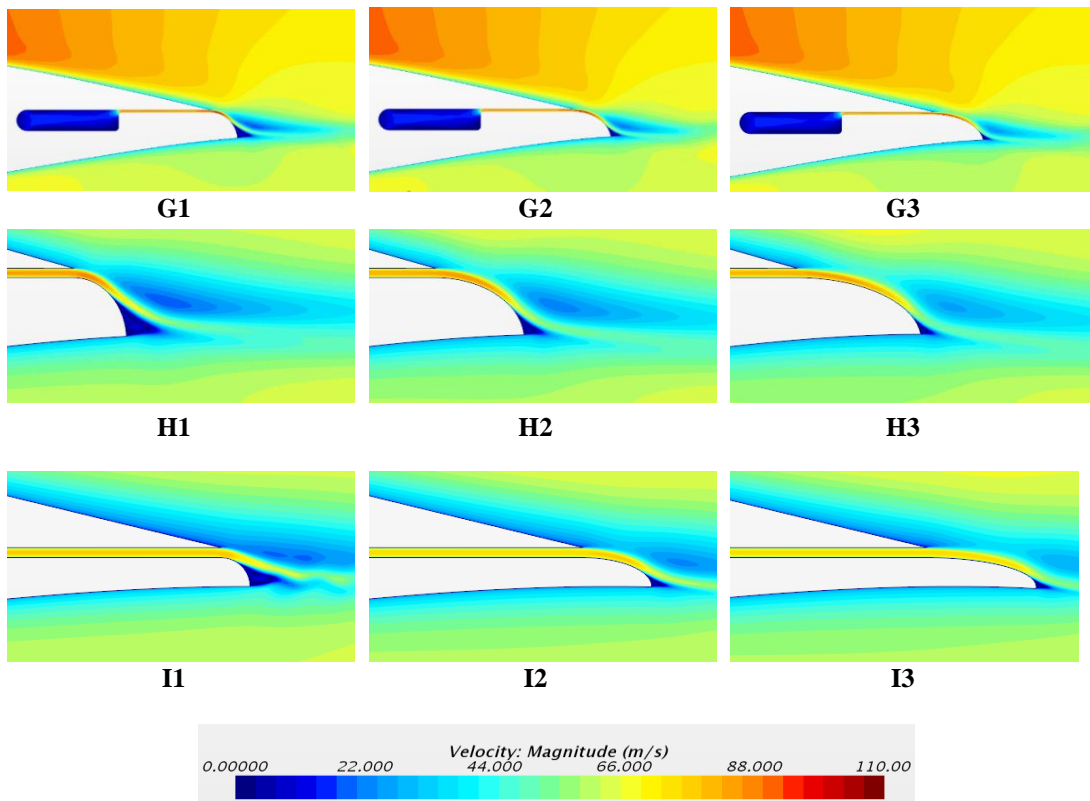 G1 G2 G3
H1 H2 H3
I1 I2 I3
Velocity: Magnitude (m/s)
0.00000 22.000 44.000 66.000 88.000 110.00